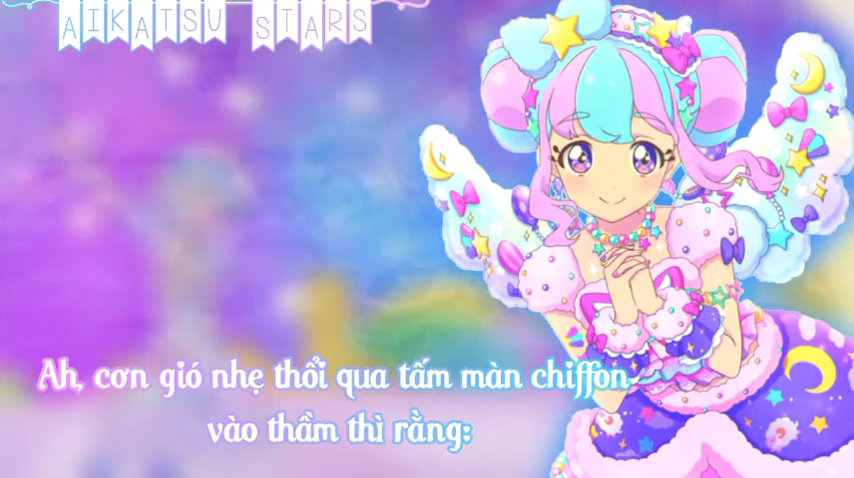 AIKATSU STARS
Ah, cơn gió nhẹ thổi qua tấm màn chiffon
vào thầm thì rằng: